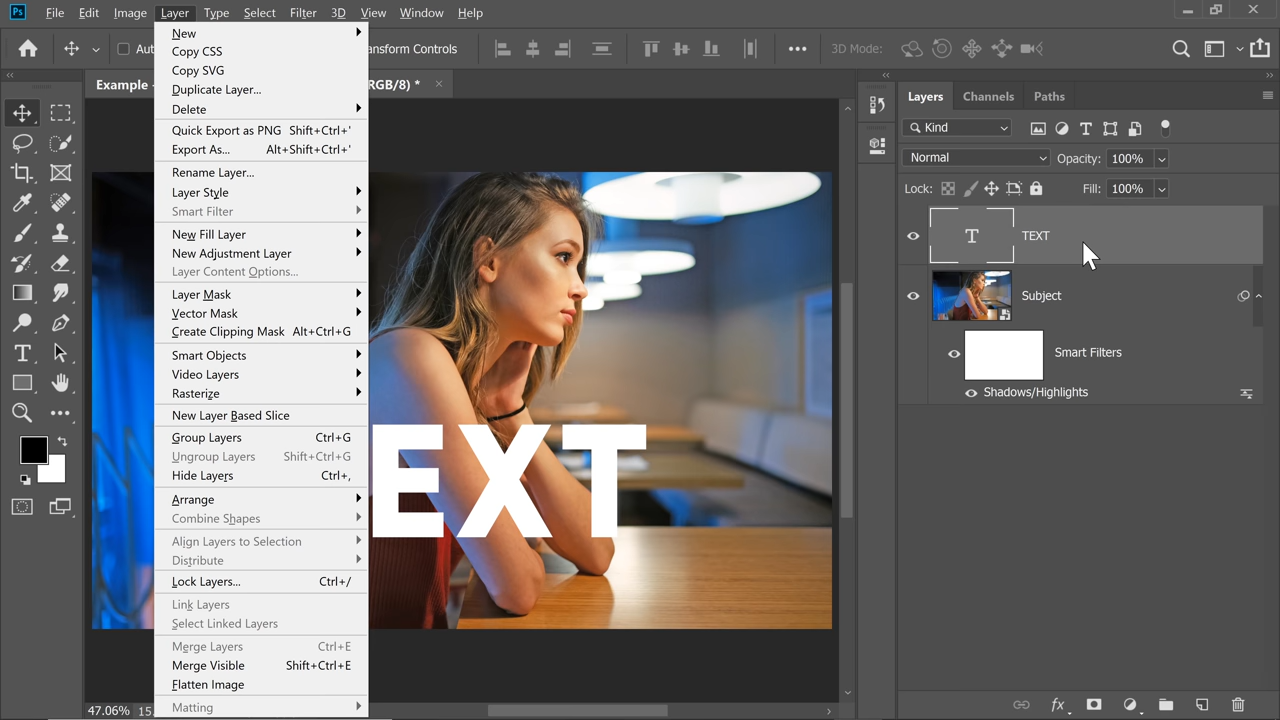 Ps File Edit Image Layer Type Select Filter 3D View Window Help
Aut ransform Controls 3D Mode:
Example - RGB/8) * ×
New
Copy CSS
Copy SVG
Duplicate Layer...
Delete
Quick Export as PNG Shift+Ctrl+'
Export As... Alt+Shift+Ctrl+'
Rename Layer...
Layer Style
Smart Filter
New Fill Layer
New Adjustment Layer
Layer Content Options...
Layer Mask
Vector Mask
Create Clipping Mask Alt+Ctrl+G
Smart Objects
Video Layers
Rasterize
New Layer Based Slice
Group Layers Ctrl+G
Ungroup Layers Shift+Ctrl+G
Hide Layers Ctrl+,
Arrange
Combine Shapes
Align Layers to Selection
Distribute
Lock Layers... Ctrl+/
Link Layers
Select Linked Layers
Merge Layers Ctrl+E
Merge Visible Shift+Ctrl+E
Flatten Image
Matting
EXT
47.06% 15
Layers Channels Paths
Kind
Normal Opacity: 100%
Lock: Fill: 100%
T TEXT
Subject
Smart Filters
Shadows/Highlights
fx